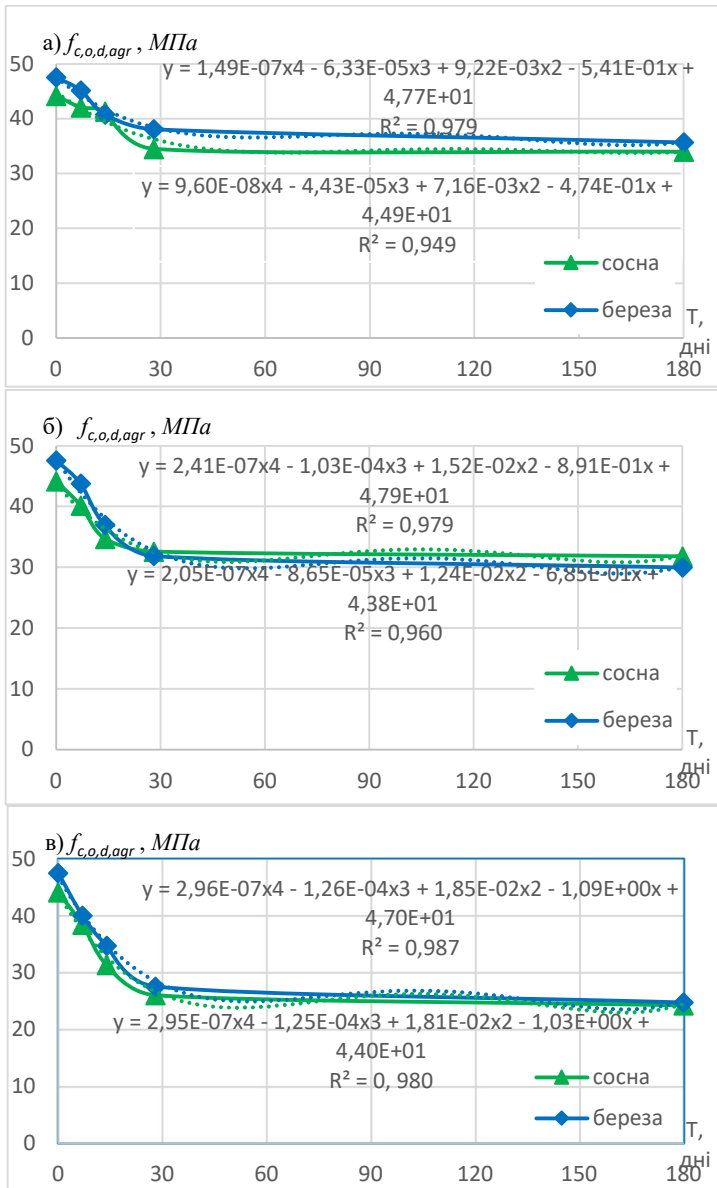 а) f_{c,o,d,agr} , МПа
y = 1,49E-07x4 - 6,33E-05x3 + 9,22E-03x2 - 5,41E-01x +
4,77E+01
R² = 0,979
y = 9,60E-08x4 - 4,43E-05x3 + 7,16E-03x2 - 4,74E-01x +
4,49E+01
R² = 0,949
50
40
30
20
10
0
сосна
береза
Т,
дні
0 30 60 90 120 150 180
б) f_{c,o,d,agr} , МПа
y = 2,41E-07x4 - 1,03E-04x3 + 1,52E-02x2 - 8,91E-01x +
4,79E+01
R² = 0,979
y = 2,05E-07x4 - 8,65E-05x3 + 1,24E-02x2 - 6,85E-01x +
4,38E+01
R² = 0,960
50
40
30
20
10
0
сосна
береза
Т,
дні
0 30 60 90 120 150 180
в) f_{c,o,d,agr} , МПа
y = 2,96E-07x4 - 1,26E-04x3 + 1,85E-02x2 - 1,09E+00x +
4,70E+01
R² = 0,987
y = 2,95E-07x4 - 1,25E-04x3 + 1,81E-02x2 - 1,03E+00x +
4,40E+01
R² = 0, 980
50
40
30
20
10
0
сосна
береза
Т,
дні
0 30 60 90 120 150 180